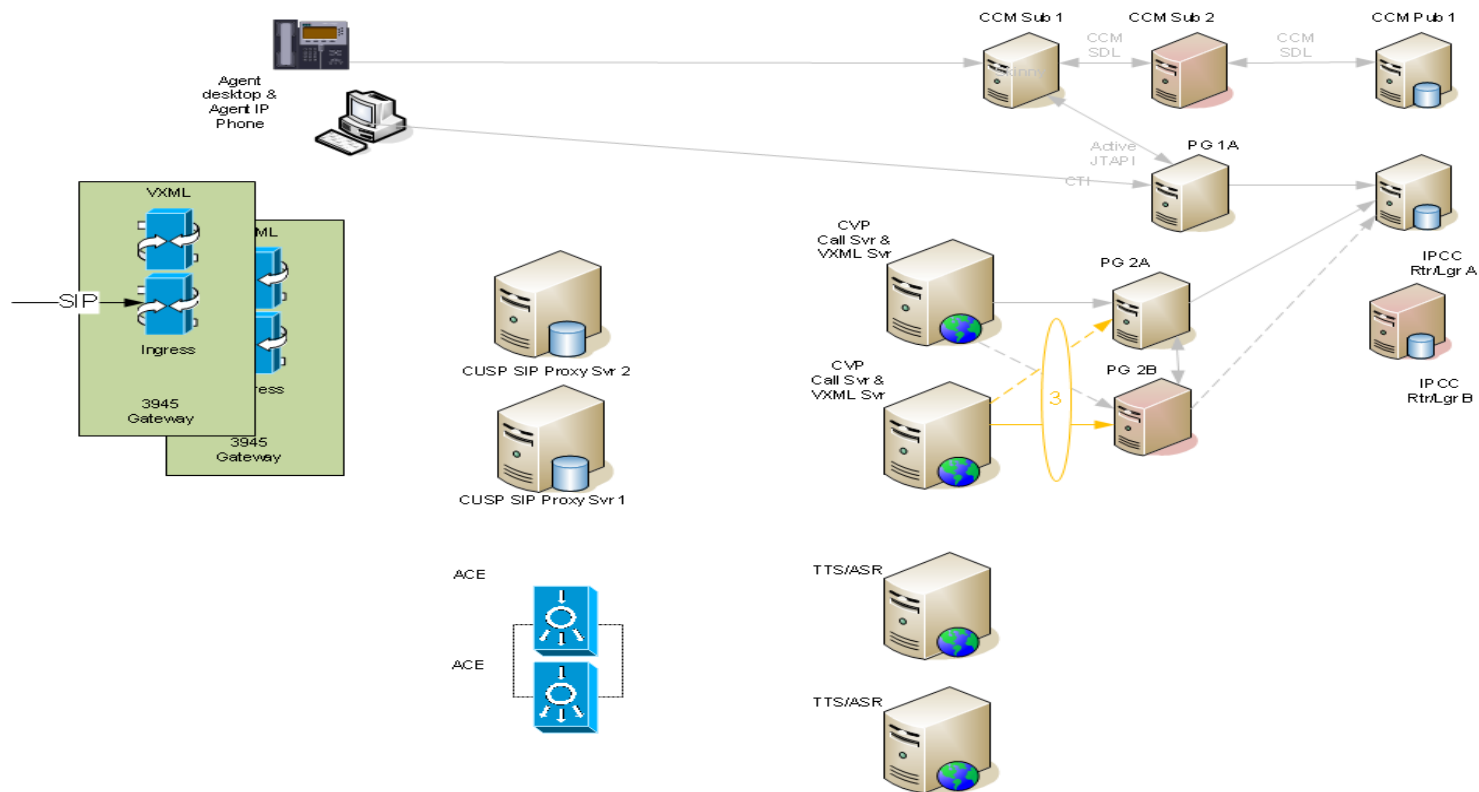 CCM Sub 1
CCM Sub 2
CCM Pub 1
CCM
SDL
CCM
SDL
Skinny
Agent
desktop &
Agent IP
Phone
Active
JTAPI
PG 1A
CTI
VXML
SIP
Ingress
3945
Gateway
ML
ress
3945
Gateway
CVP
Call Svr &
VXML Svr
PG 2A
IPCC
Rtr/Lgr A
CUSP SIP Proxy Svr 2
CVP
Call Svr &
VXML Svr
3
PG 2B
IPCC
Rtr/Lgr B
CUSP SIP Proxy Svr 1
ACE
TTS/ASR
ACE
TTS/ASR